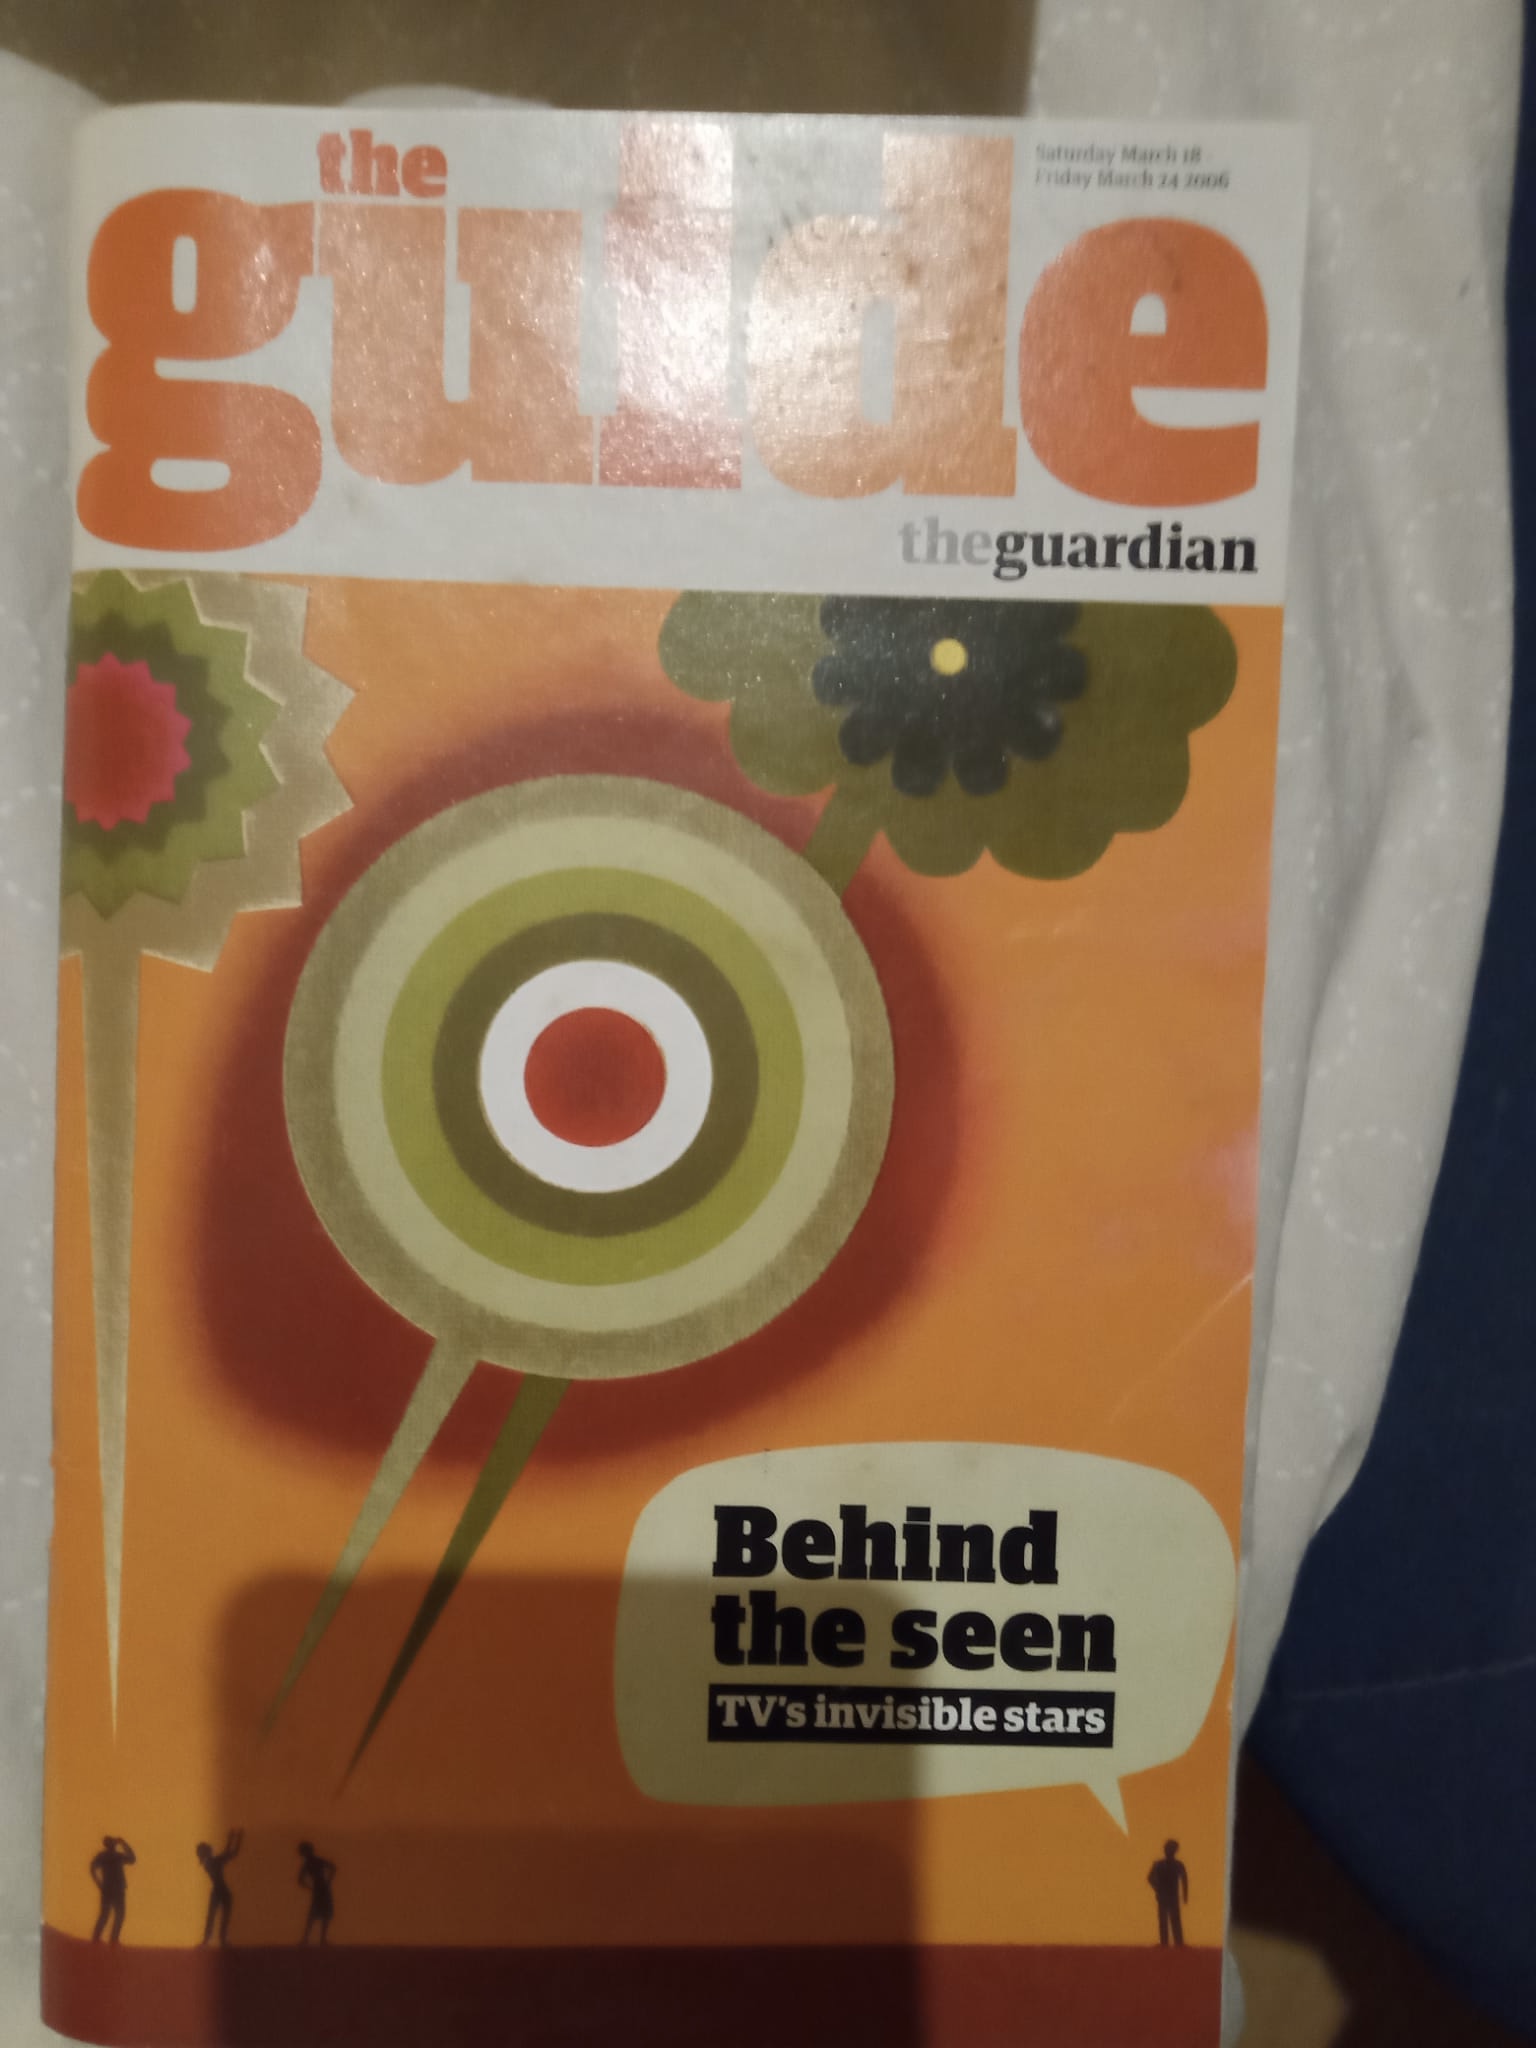 the
guide
Saturday March 18 -
Friday March 24 2006
theguardian
Behind
the seen
TV's invisible stars